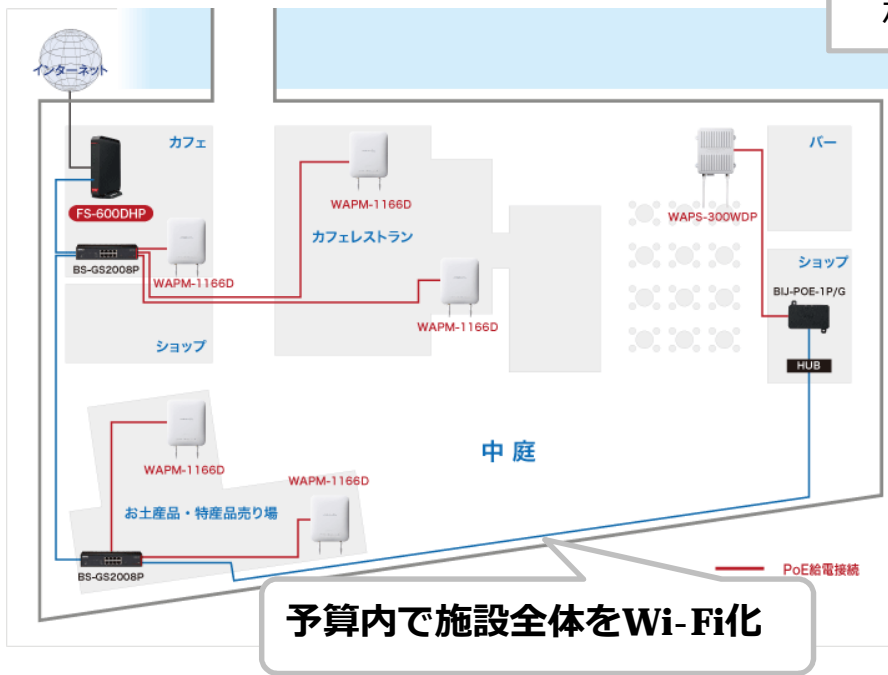 インターネット
カフェ
FS-600DHP
BS-GS2008P
WAPM-1166D
ショップ
WAPM-1166D
カフェレストラン
WAPM-1166D
WAPS-300WDP
バー
ショップ
BIJ-POE-1P/G
HUB
中庭
WAPM-1166D
WAPM-1166D
お土産品・特産品売り場
BS-GS2008P
PoE給電接続
予算内で施設全体をWi-Fi化